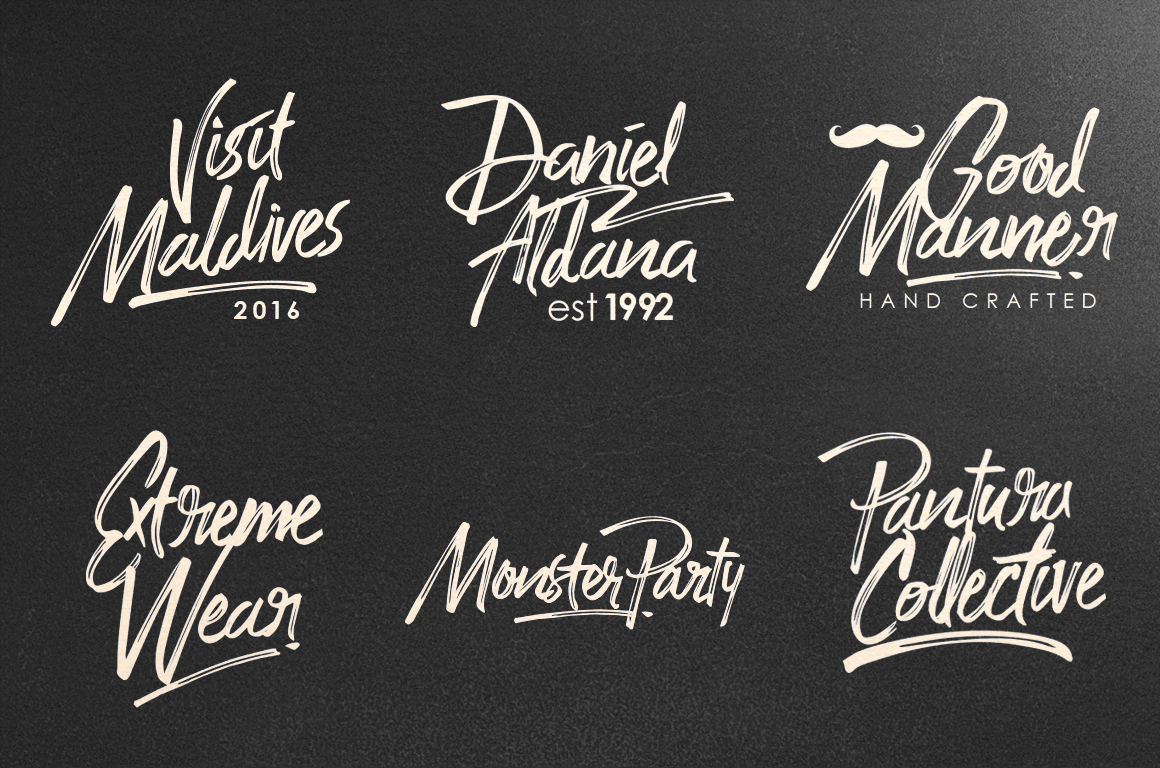 Visit
Maldives
2016
Daniel
Aldana
est 1992
Good
Manner
HAND CRAFTED
Extreme
Wear
Monster Party
Pantura
Collective